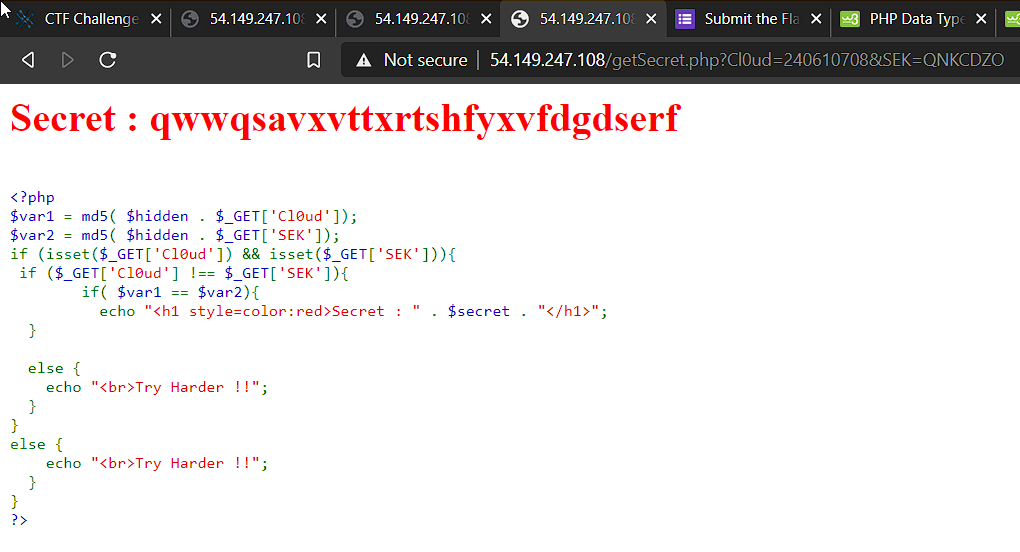 CTF Challenge
54.149.247.108
54.149.247.108
54.149.247.108
Submit the Fla
PHP Data Type
Not secure
54.149.247.108/getSecret.php?Cl0ud=240610708&SEK=QNKCDZO
Secret : qwwqsavxvttxrtshfyxvfdgdserf
<?php
$var1 = md5( $hidden . $_GET['Cl0ud']);
$var2 = md5( $hidden . $_GET['SEK']);
if (isset($_GET['Cl0ud']) && isset($_GET['SEK'])){
if ($_GET['Cl0ud'] !== $_GET['SEK']){
if( $var1 == $var2){
echo "<h1 style=color:red>Secret : " . $secret . "</h1>";
}
else {
echo "<br>Try Harder !!";
}
}
else {
echo "<br>Try Harder !!";
}
}
?>